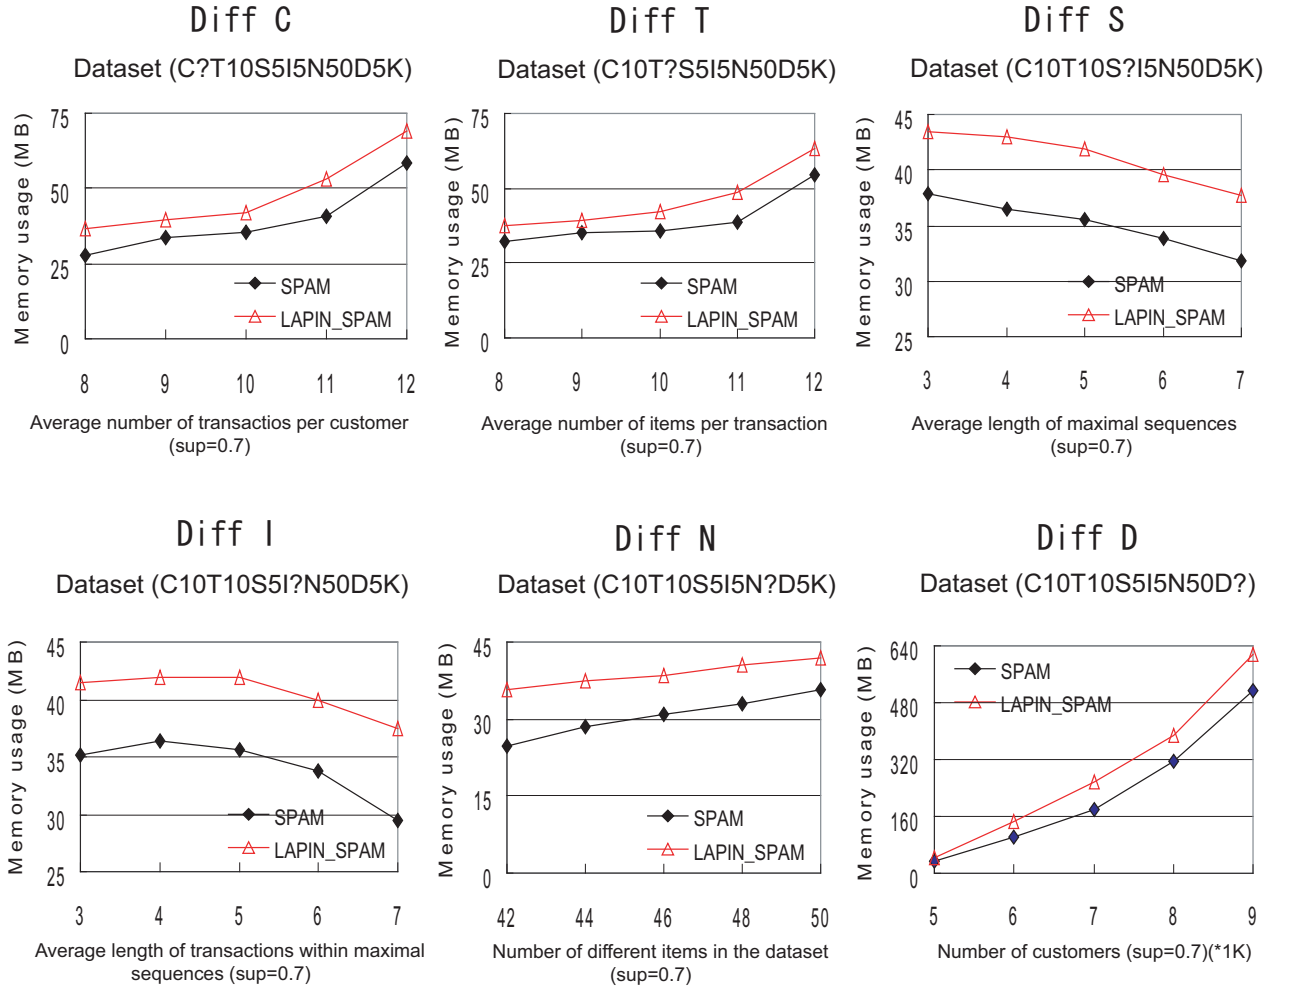 Diff C
Dataset (C?T10S5I5N50D5K)
Memory usage (MB)
75
50
25
0
SPAM
LAPIN_SPAM
8 9 10 11 12
Average number of transactios per customer
(sup=0.7)
Diff T
Dataset (C10T?S5I5N50D5K)
Memory usage (MB)
75
50
25
0
SPAM
LAPIN_SPAM
8 9 10 11 12
Average number of items per transaction
(sup=0.7)
Diff S
Dataset (C10T10S?I5N50D5K)
Memory usage (MB)
45
40
35
30
25
SPAM
LAPIN_SPAM
3 4 5 6 7
Average length of maximal sequences
(sup=0.7)
Diff I
Dataset (C10T10S5I?N50D5K)
Memory usage (MB)
45
40
35
30
25
SPAM
LAPIN_SPAM
3 4 5 6 7
Average length of transactions within maximal
sequences (sup=0.7)
Diff N
Dataset (C10T10S5I5N?D5K)
Memory usage (MB)
45
30
15
0
SPAM
LAPIN_SPAM
42 44 46 48 50
Number of different items in the dataset
(sup=0.7)
Diff D
Dataset (C10T10S5I5N50D?)
Memory usage (MB)
640
480
320
160
0
SPAM
LAPIN_SPAM
5 6 7 8 9
Number of customers (sup=0.7)(*1K)